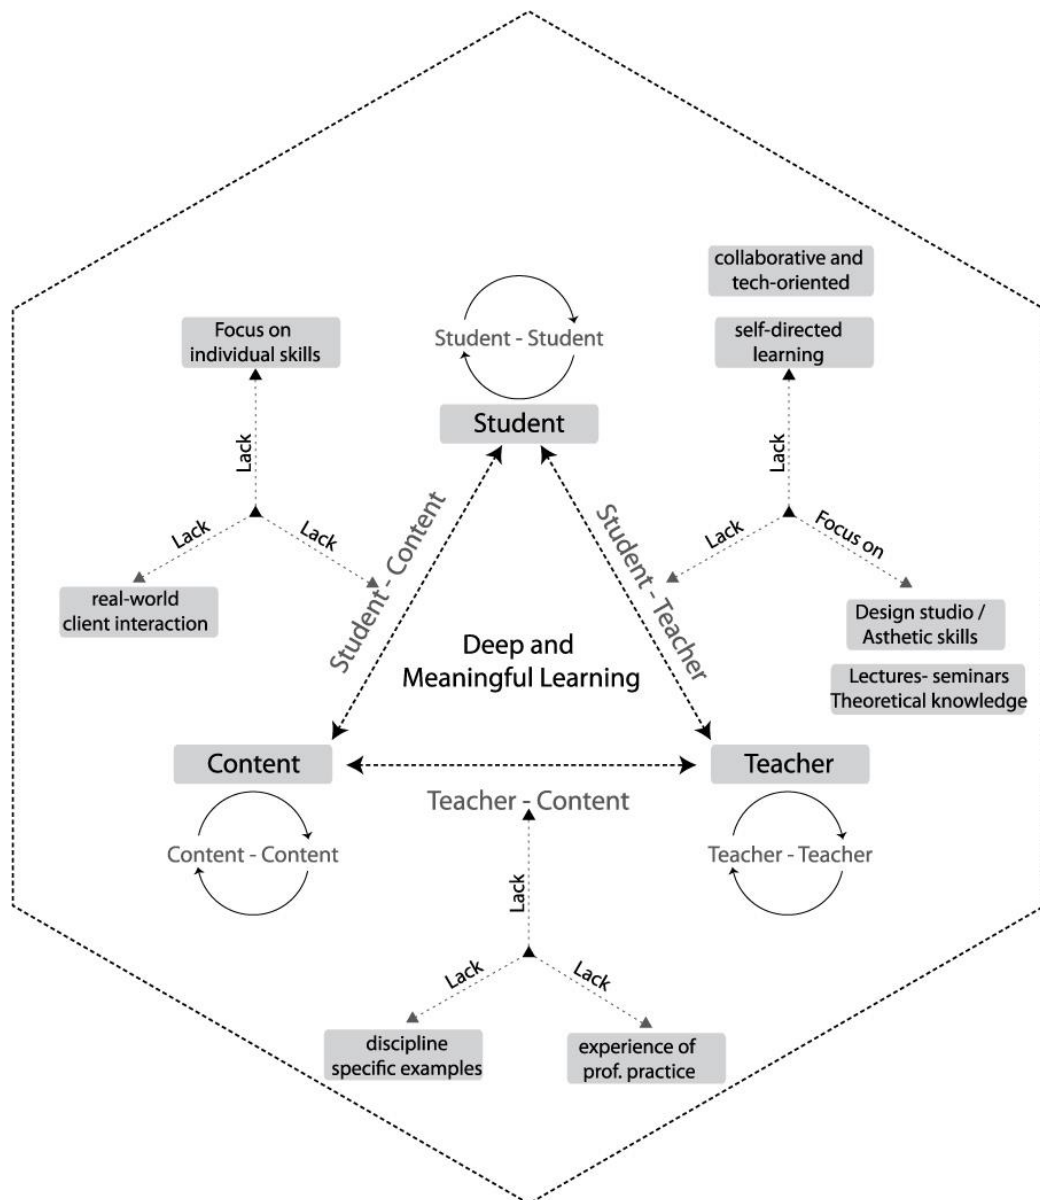 collaborative and
tech-oriented
Focus on
individual skills
Student - Student
self-directed
learning
Student
Lack
Lack
Lack
Lack
real-world
client interaction
Student - Content
Student - Teacher
Lack
Focus on
Design studio /
Asthetic skills
Lectures- seminars
Theoretical knowledge
Deep and
Meaningful Learning
Content
Teacher
Teacher - Content
Content - Content
Teacher - Teacher
Lack
Lack
Lack
discipline
specific examples
experience of
prof. practice